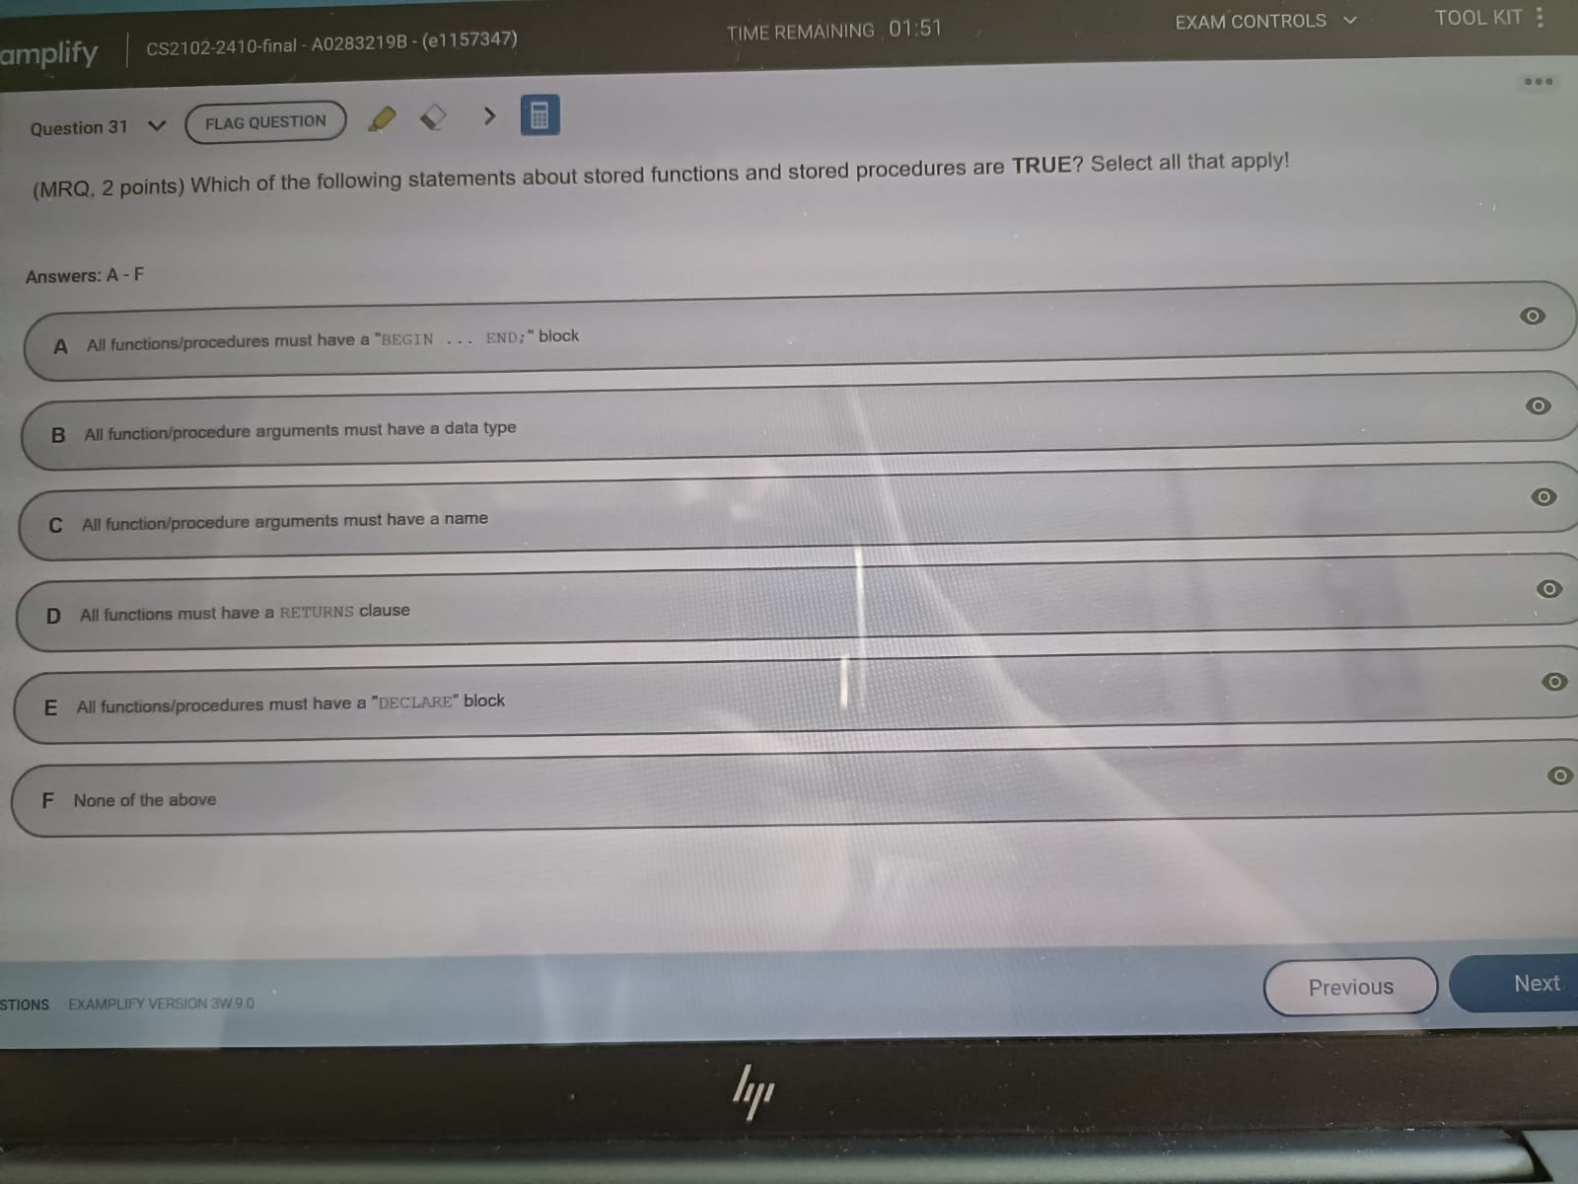 amplify
CS2102-2410-final - A0283219B - (e1157347)
TIME REMAINING 01:51
EXAM CONTROLS
TOOL KIT
Question 31
FLAG QUESTION
(MRQ, 2 points) Which of the following statements about stored functions and stored procedures are TRUE? Select all that apply!
Answers: A - F
A All functions/procedures must have a "BEGIN ... END;" block
B All function/procedure arguments must have a data type
C All function/procedure arguments must have a name
D All functions must have a RETURNS clause
E All functions/procedures must have a "DECLARE" block
F None of the above
Previous
Next
STIONS EXAMPLIFY VERSION 3W.9.0
hp